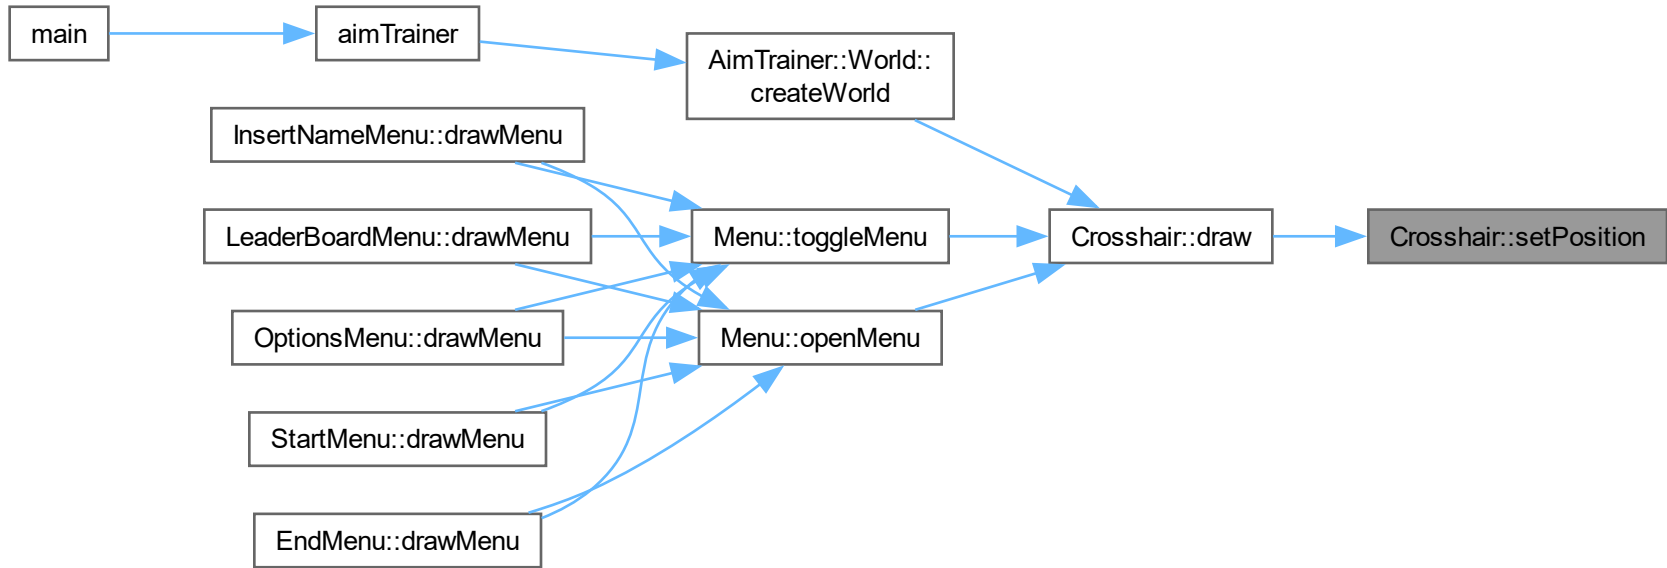 main
aimTrainer
AimTrainer::World::
createWorld
InsertNameMenu::drawMenu
LeaderBoardMenu::drawMenu
Menu::toggleMenu
Crosshair::draw
Crosshair::setPosition
OptionsMenu::drawMenu
Menu::openMenu
StartMenu::drawMenu
EndMenu::drawMenu